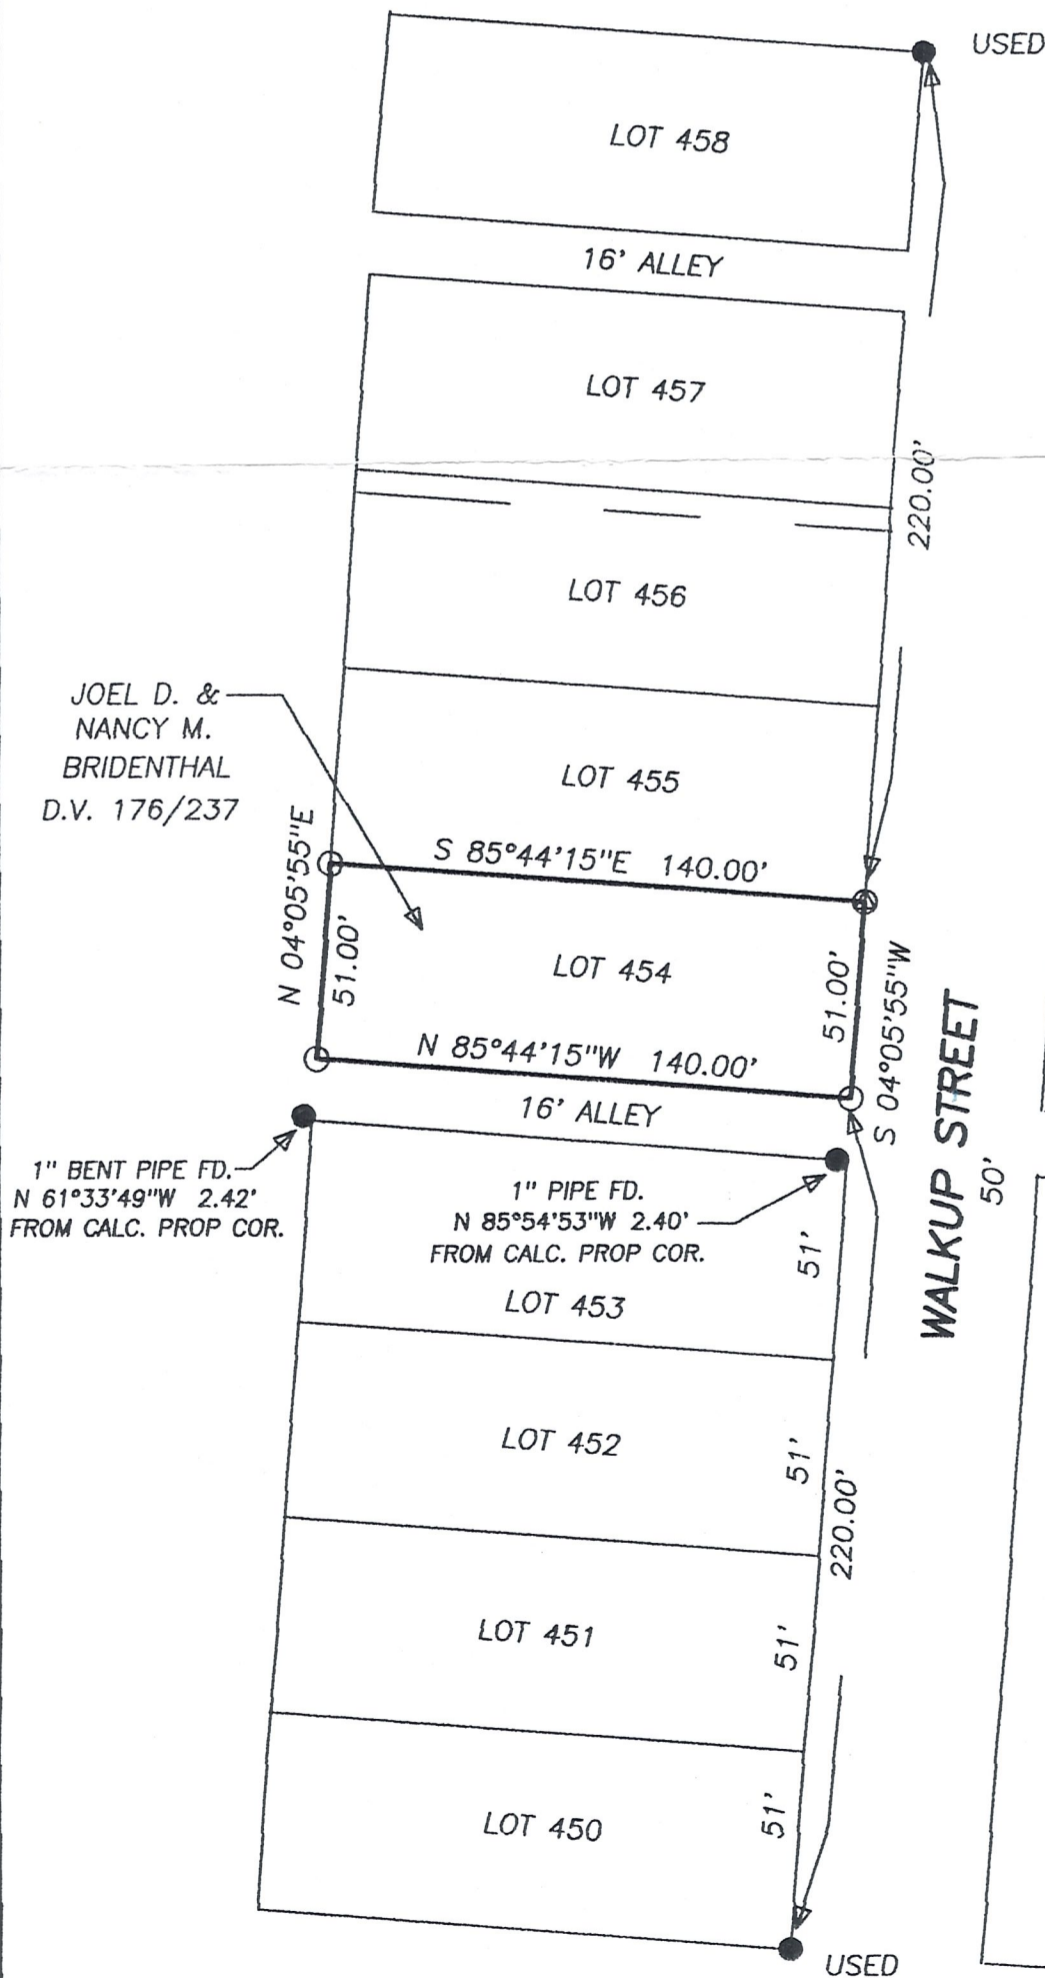 USED
LOT 458
16' ALLEY
LOT 457
220.00'
LOT 456
JOEL D. &
NANCY M.
BRIDENTHAL
D.V. 176/237
LOT 455
S 85°44'15"E 140.00'
N 04°05'55"E
51.00'
LOT 454
51.00'
S 04°05'55"W
N 85°44'15"W 140.00'
WALKUP STREET
50'
16' ALLEY
1" BENT PIPE FD.
N 61°33'49"W 2.42'
FROM CALC. PROP COR.
1" PIPE FD.
N 85°54'53"W 2.40'
FROM CALC. PROP COR.
51'
LOT 453
LOT 452
51'
220.00'
LOT 451
51'
LOT 450
51'
USED